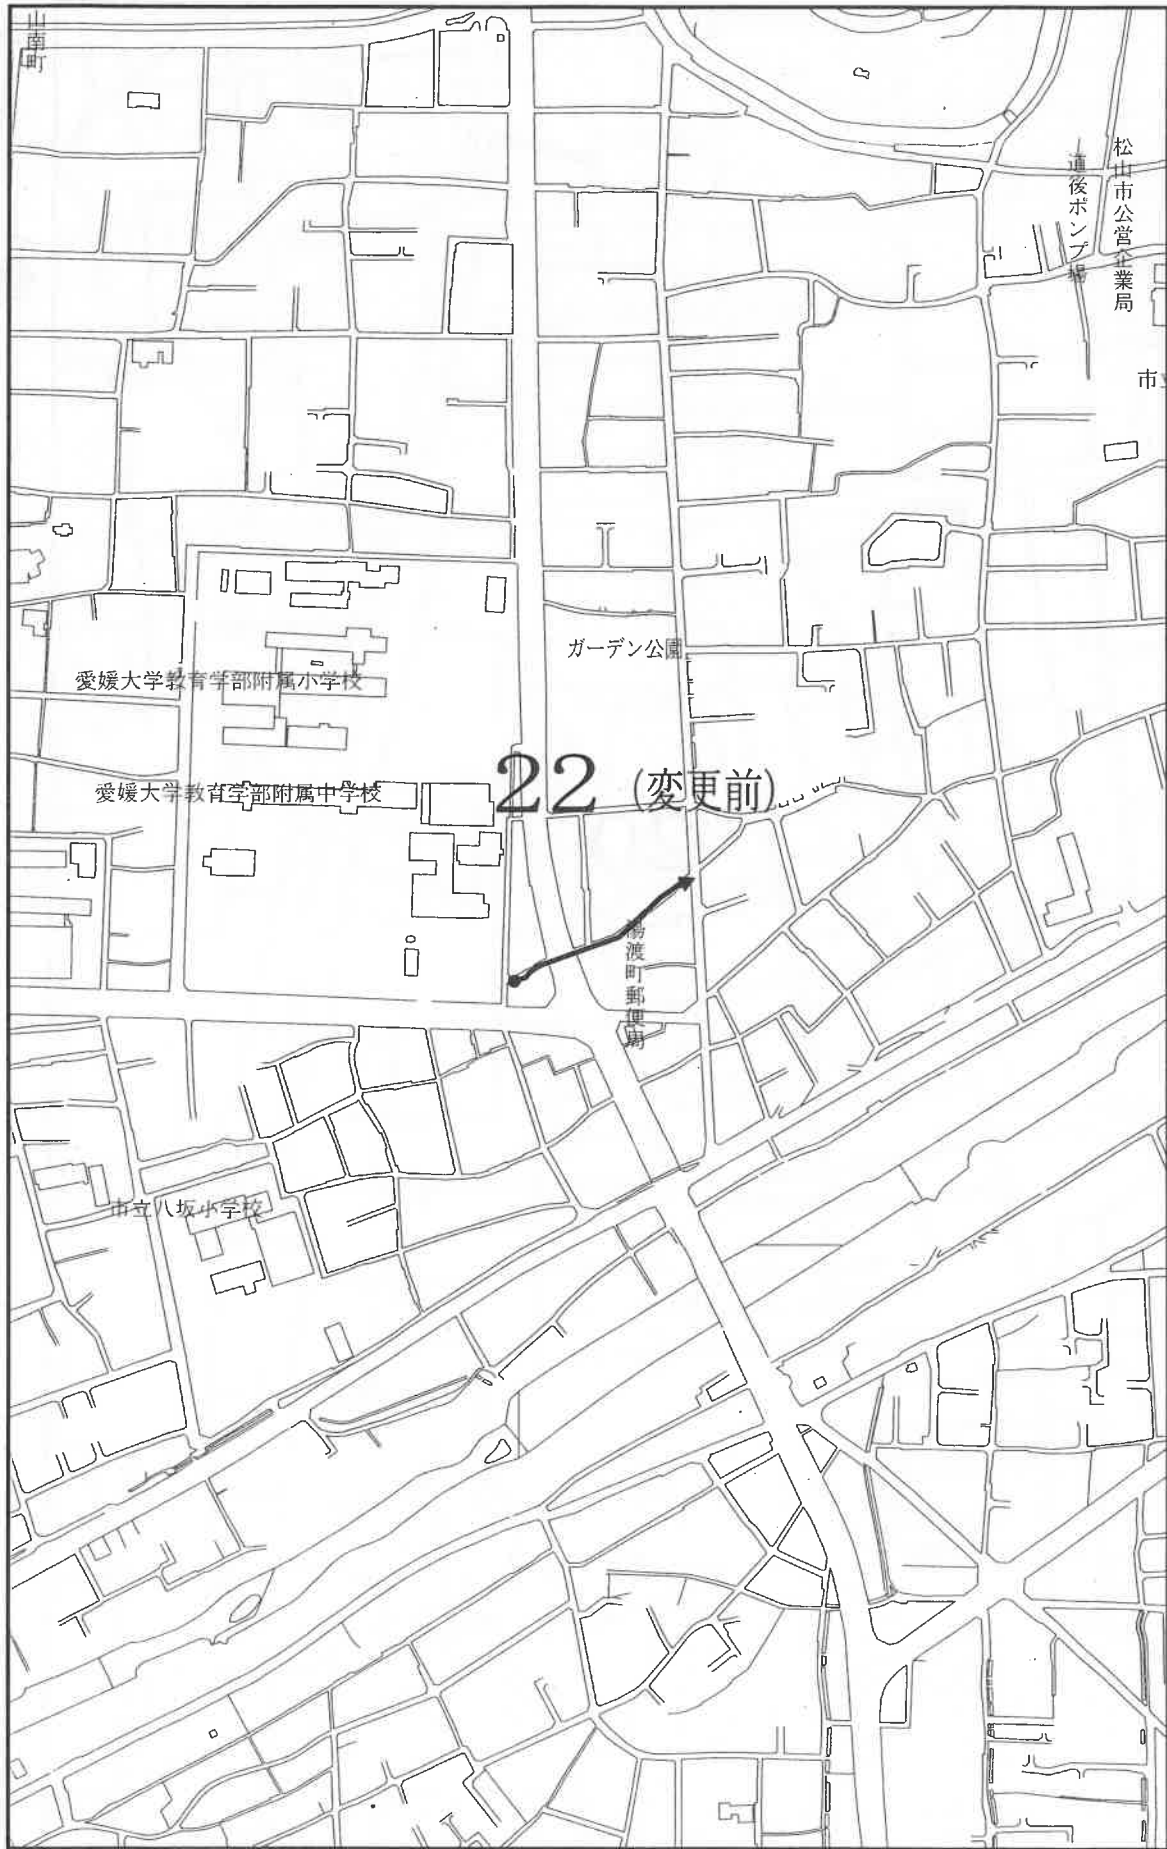 山南町
松山市公営企業局
道後ポンプ場
市立
ガーデン公園
愛媛大学教育学部附属小学校
22 (変更前)
愛媛大学教育学部附属中学校
湯渡町郵便局
市立八坂小学校